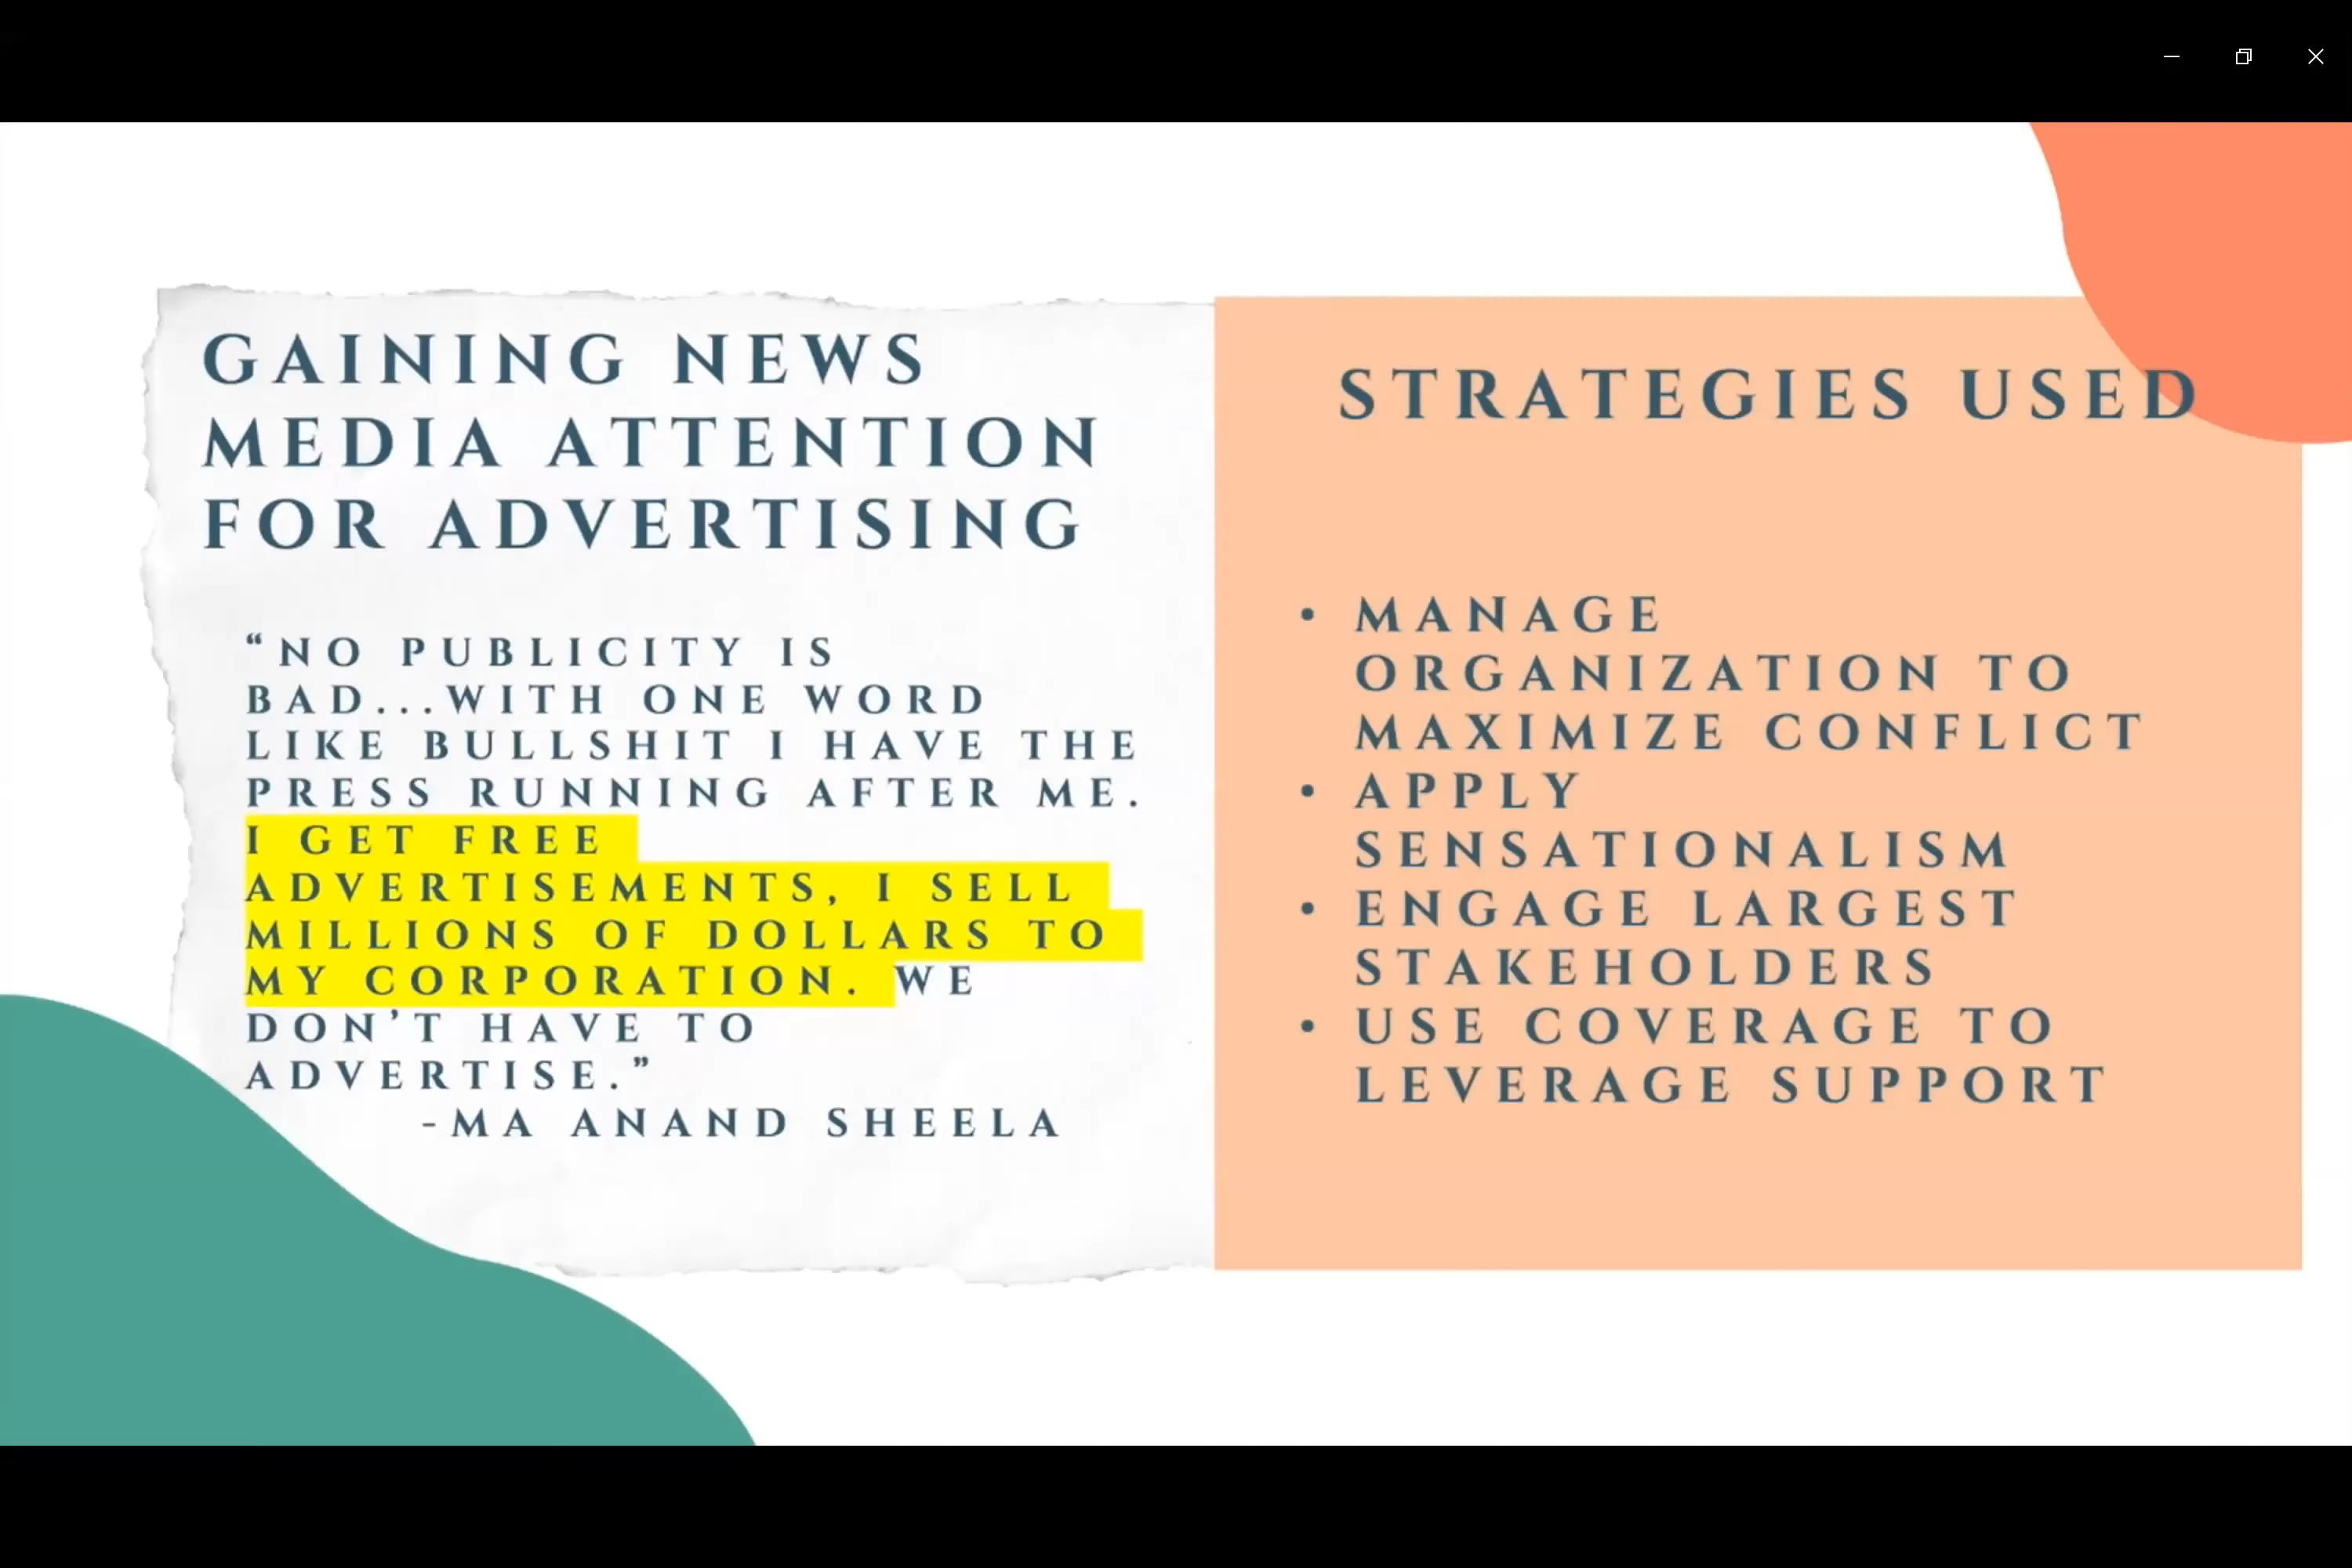 GAINING NEWS
MEDIA ATTENTION
FOR ADVERTISING
“NO PUBLICITY IS
BAD...WITH ONE WORD
LIKE BULLSHIT I HAVE THE
PRESS RUNNING AFTER ME.
I GET FREE
ADVERTISEMENTS, I SELL
MILLIONS OF DOLLARS TO
MY CORPORATION. WE
DON’T HAVE TO
ADVERTISE.”
-MA ANAND SHEELA
STRATEGIES USED
• MANAGE
ORGANIZATION TO
MAXIMIZE CONFLICT
• APPLY
SENSATIONALISM
• ENGAGE LARGEST
STAKEHOLDERS
• USE COVERAGE TO
LEVERAGE SUPPORT